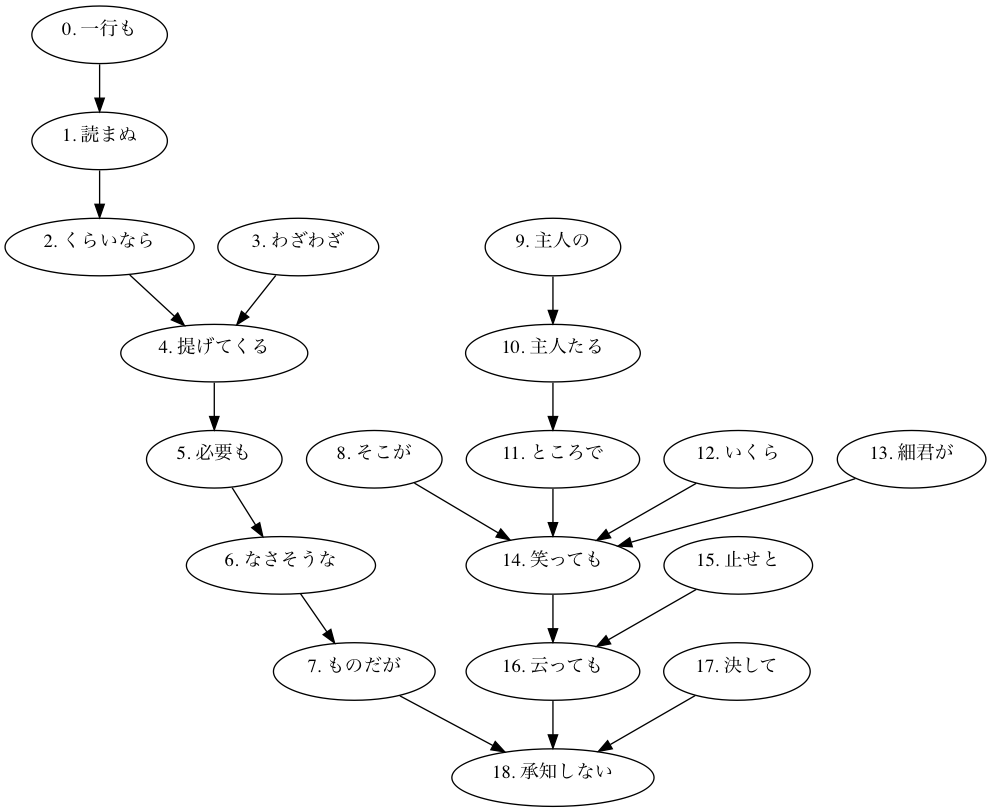 0. 一行も
1. 読まぬ
2. くらいなら
3. わざわざ
9. 主人の
4. 提げてくる
10. 主人たる
5. 必要も
8. そこが
11. ところで
12. いくら
13. 細君が
6. なさそうな
14. 笑っても
15. 止せと
7. ものだが
16. 云っても
17. 決して
18. 承知しない